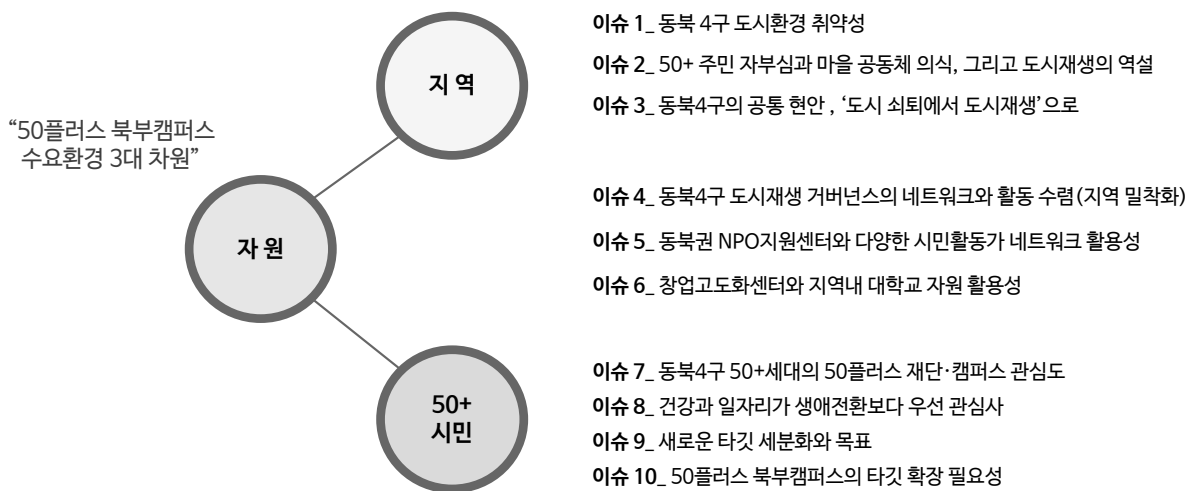 “50플러스 북부캠퍼스
수요환경 3대 차원”
지 역
이슈 1_ 동북 4구 도시환경 취약성
이슈 2_ 50+ 주민 자부심과 마을 공동체 의식, 그리고 도시재생의 역설
이슈 3_ 동북4구의 공통 현안 , ‘도시 쇠퇴에서 도시재생’으로
자 원
이슈 4_ 동북4구 도시재생 거버넌스의 네트워크와 활동 수렴(지역 밀착화)
이슈 5_ 동북권 NPO지원센터와 다양한 시민활동가 네트워크 활용성
이슈 6_ 창업고도화센터와 지역내 대학교 자원 활용성
50+
시민
이슈 7_ 동북4구 50+세대의 50플러스 재단·캠퍼스 관심도
이슈 8_ 건강과 일자리가 생애전환보다 우선 관심사
이슈 9_ 새로운 타깃 세분화와 목표
이슈 10_ 50플러스 북부캠퍼스의 타깃 확장 필요성